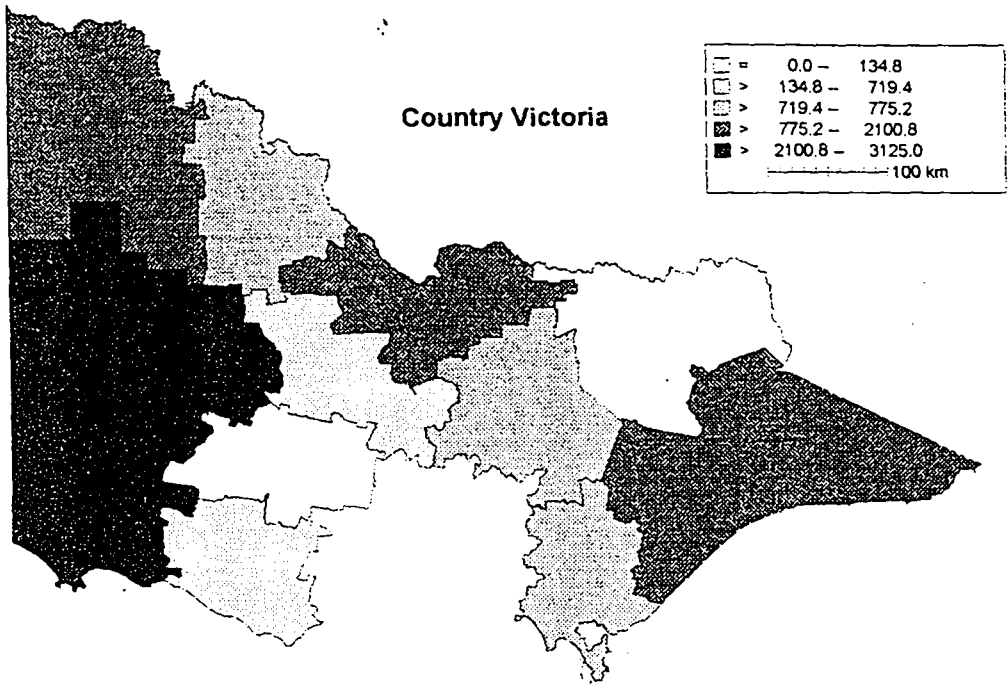 Country Victoria
= 0.0 – 134.8
> 134.8 – 719.4
> 719.4 – 775.2
> 775.2 – 2100.8
> 2100.8 – 3125.0
100 km